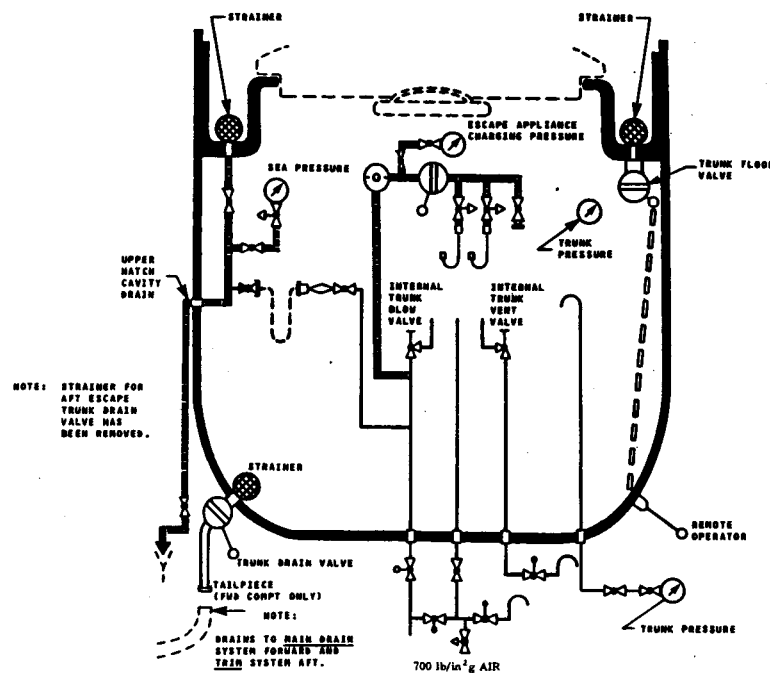 STRAINER
STRAINER
ESCAPE APPLIANCE
CHARGING PRESSURE
SEA PRESSURE
TRUNK FLOOD
VALVE
TRUNK
PRESSURE
UPPER
HATCH
CAVITY
DRAIN
INTERNAL
TRUNK
BLOW
VALVE
INTERNAL
TRUNK
VENT
VALVE
NOTE: STRAINER FOR
AFT ESCAPE
TRUNK DRAIN
VALVE HAS
BEEN REMOVED.
STRAINER
REMOTE
OPERATOR
TRUNK DRAIN VALVE
TAILPIECE
(FWD COMPT ONLY)
NOTE:
DRAINS TO MAIN DRAIN
SYSTEM FORWARD AND
TRIM SYSTEM AFT.
TRUNK PRESSURE
700 lb/in²g AIR